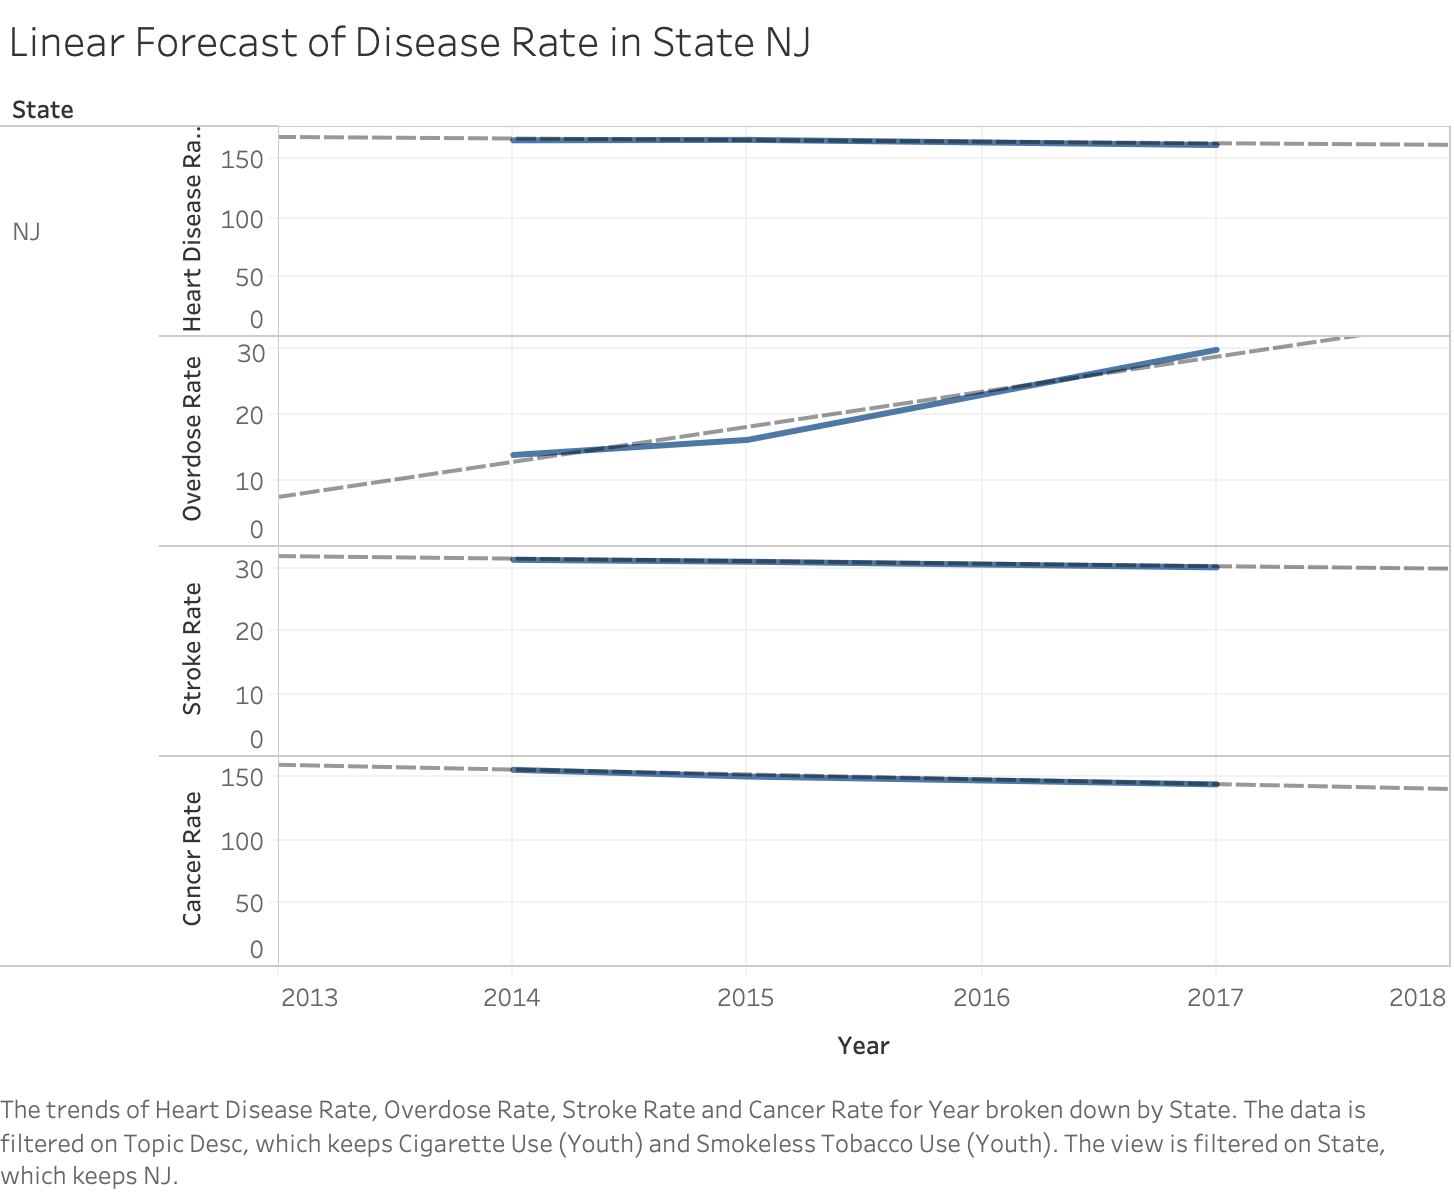 Linear Forecast of Disease Rate in State NJ
State
NJ
Heart Disease Ra..
150
100
50
0
Overdose Rate
30
20
10
0
Stroke Rate
30
20
10
0
Cancer Rate
150
100
50
0
2013 2014 2015 2016 2017 2018
Year
The trends of Heart Disease Rate, Overdose Rate, Stroke Rate and Cancer Rate for Year broken down by State. The data is
filtered on Topic Desc, which keeps Cigarette Use (Youth) and Smokeless Tobacco Use (Youth). The view is filtered on State,
which keeps NJ.